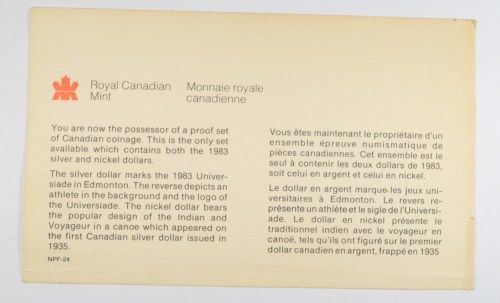 Royal Canadian
Mint
Monnaie royale
canadienne
You are now the possessor of a proof set
of Canadian coinage. This is the only set
available which contains both the 1983
silver and nickel dollars.
The silver dollar marks the 1983 Univer-
siade in Edmonton. The reverse depicts an
athlete in the background and the logo of
the Universiade. The nickel dollar bears
the popular design of the Indian and
Voyageur in a canoe which appeared on
the first Canadian silver dollar issued in
1935.
NPF-24
Vous êtes maintenant le propriétaire d'un
ensemble épreuve numismatique de
pièces canadiennes. Cet ensemble est le
seul à contenir les deux dollars de 1983,
soit celui en argent et celui en nickel.
Le dollar en argent marque les jeux uni-
versitaires à Edmonton. Le revers re-
présente un athlète et le sigle de l'Universi-
ade. Le dollar en nickel présente le
traditionnel indien avec le voyageur en
canoë, tels qu'ils ont figuré sur le premier
dollar canadien en argent, frappé en 1935